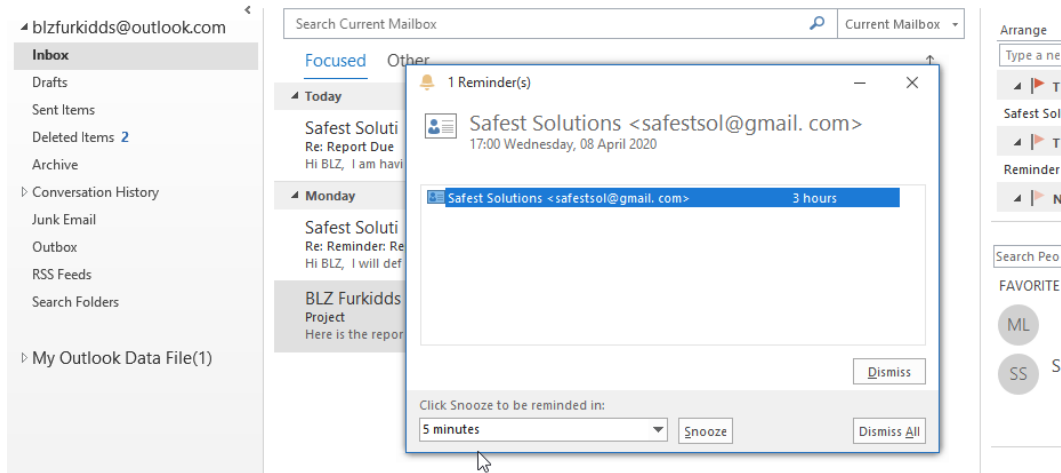 blzfurkidds@outlook.com
Inbox
Drafts
Sent Items
Deleted Items 2
Archive
Conversation History
Junk Email
Outbox
RSS Feeds
Search Folders
My Outlook Data File(1)
Search Current Mailbox
Current Mailbox
Focused Other
Today
Safest Soluti
Re: Report Due
Hi BLZ, I am havi
Monday
Safest Soluti
Re: Reminder: Re
Hi BLZ, I will def
BLZ Furkidds
Project
Here is the repor
1 Reminder(s)
Safest Solutions <safestsol@gmail. com>
17:00 Wednesday, 08 April 2020
Safest Solutions <safestsol@gmail. com> 3 hours
Dismiss
Click Snooze to be reminded in:
5 minutes
Snooze
Dismiss All
Arrange
Type a ne
T
Safest Sol
T
Reminder
N
Search Peo
FAVORITE
ML
SS S